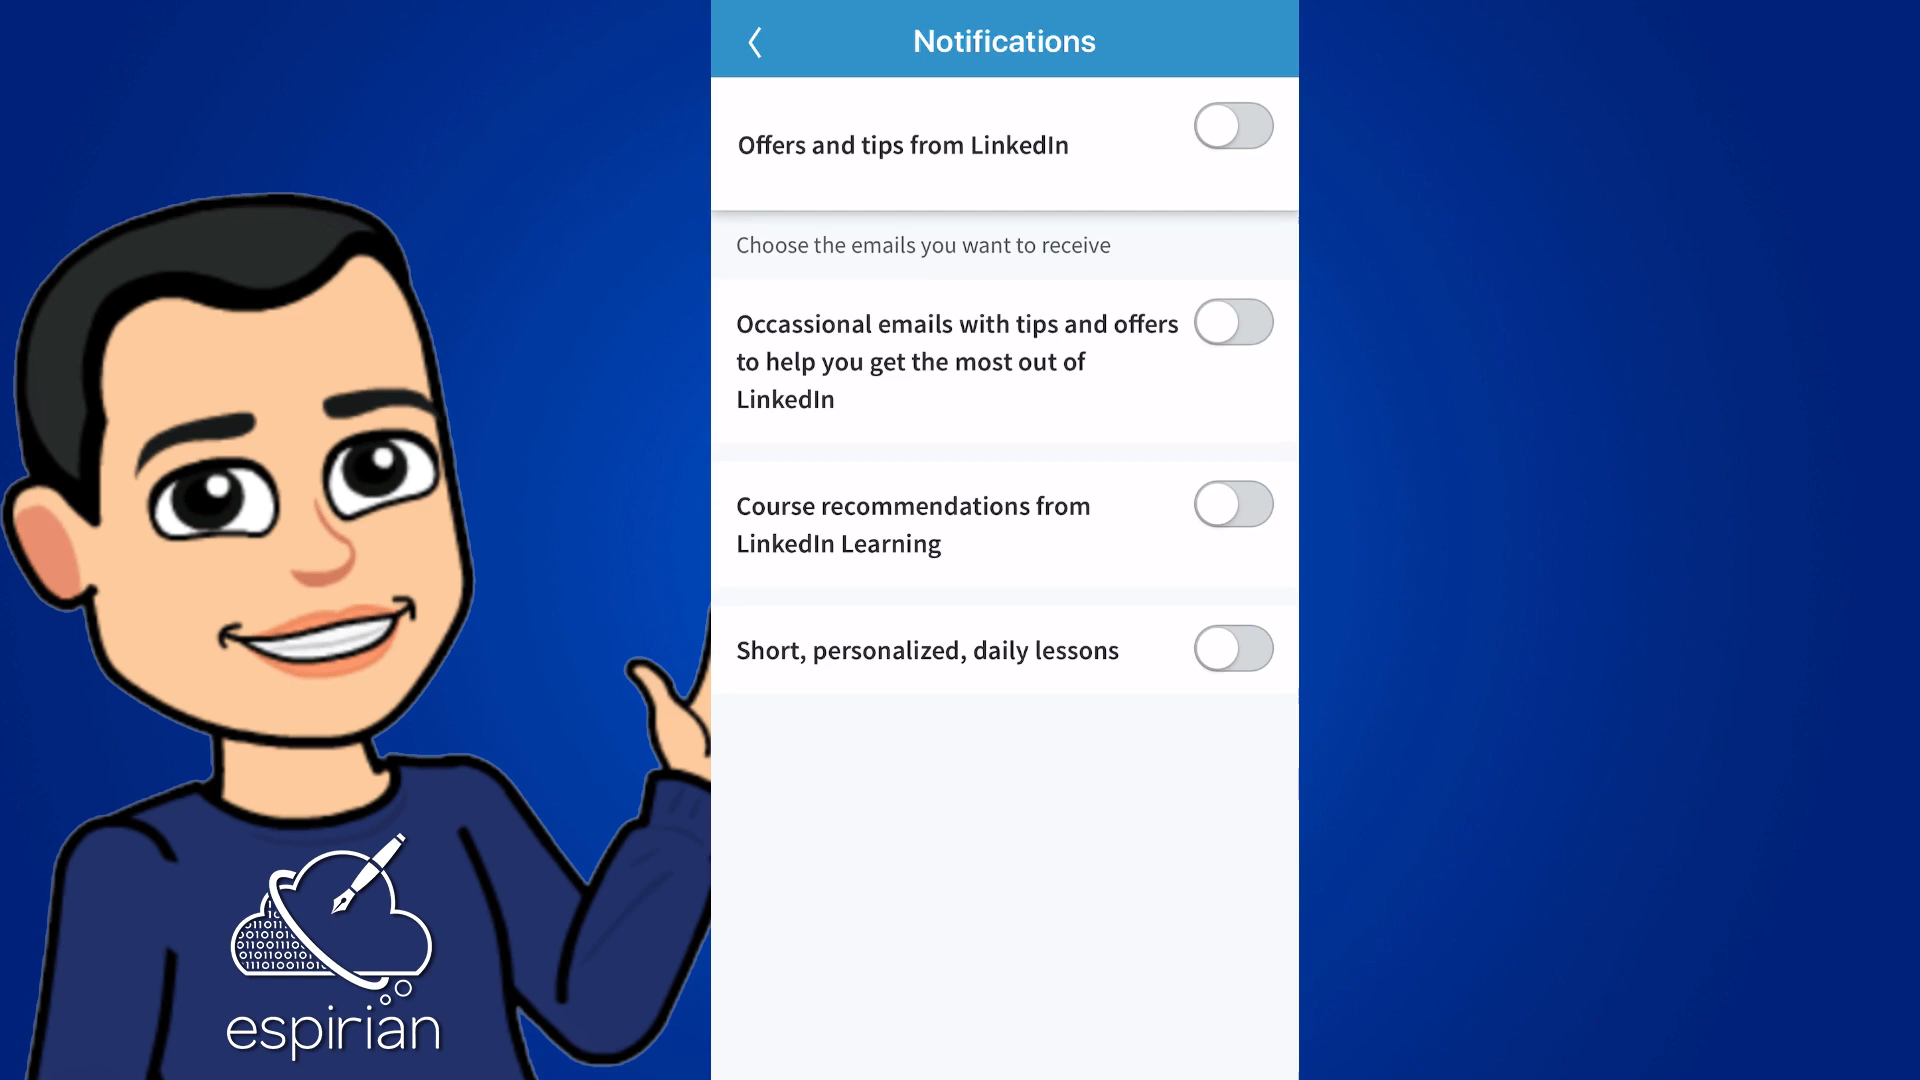 Notifications
Offers and tips from LinkedIn
Choose the emails you want to receive
Occassional emails with tips and offers
to help you get the most out of
LinkedIn
Course recommendations from
LinkedIn Learning
Short, personalized, daily lessons
espirian